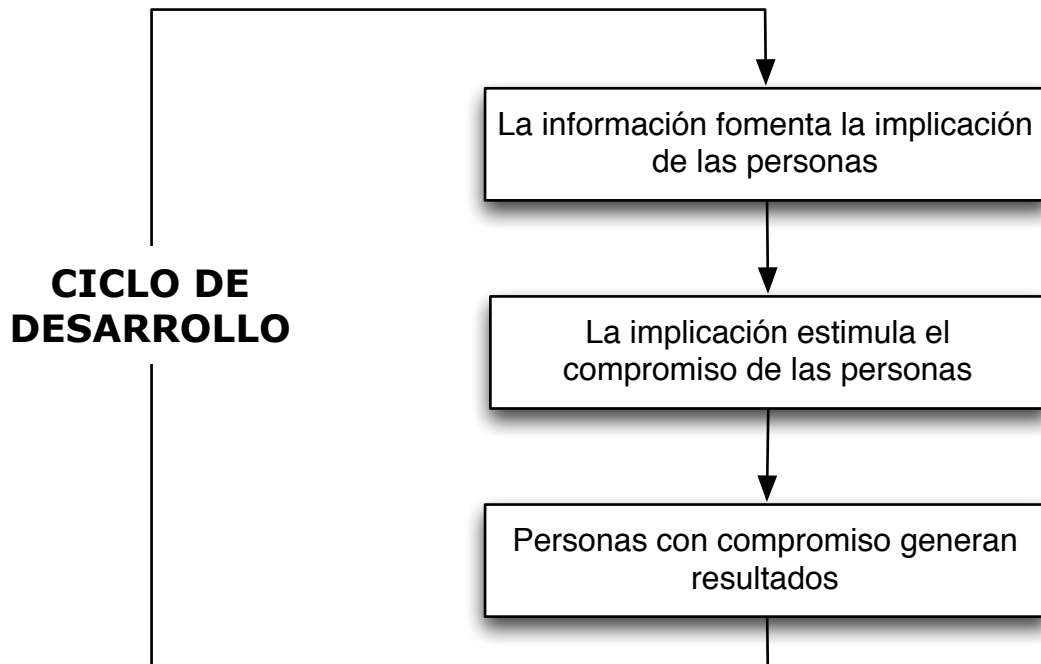 La información fomenta la implicación
de las personas
CICLO DE
DESARROLLO
La implicación estimula el
compromiso de las personas
Personas con compromiso generan
resultados